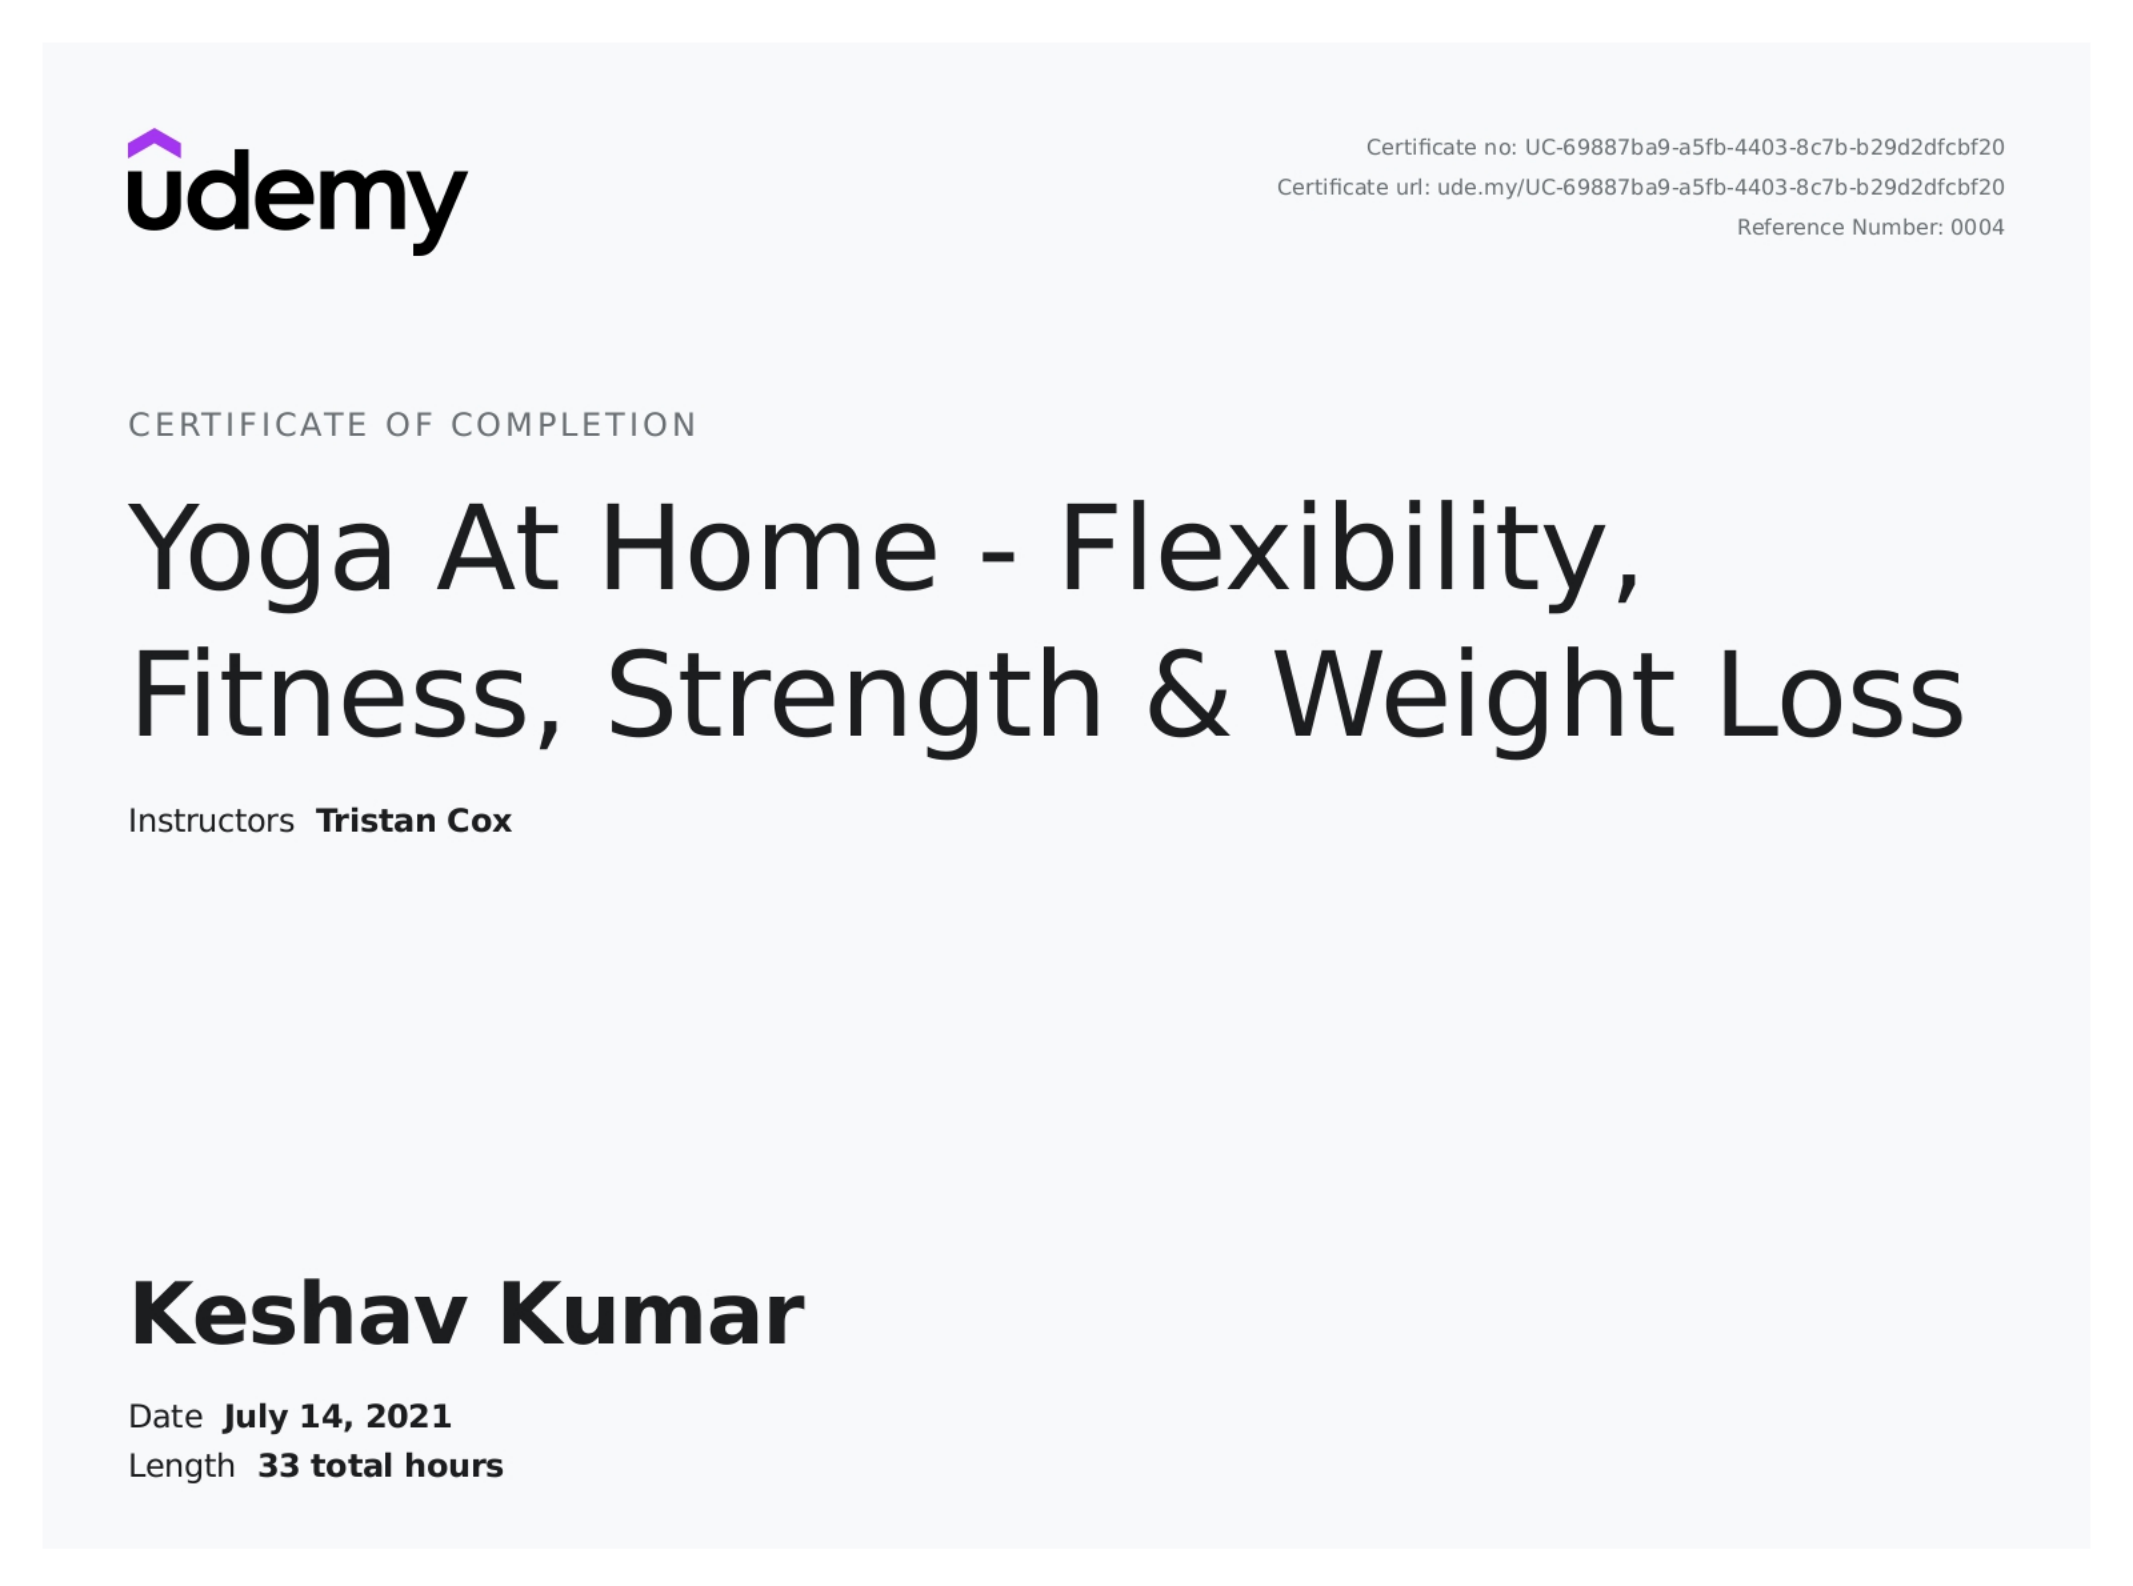 udemy
Certificate no: UC-69887ba9-a5fb-4403-8c7b-b29d2dfcbf20
Certificate url: ude.my/UC-69887ba9-a5fb-4403-8c7b-b29d2dfcbf20
Reference Number: 0004
CERTIFICATE OF COMPLETION
Yoga At Home - Flexibility,
Fitness, Strength & Weight Loss
Instructors Tristan Cox
Keshav Kumar
Date July 14, 2021
Length 33 total hours